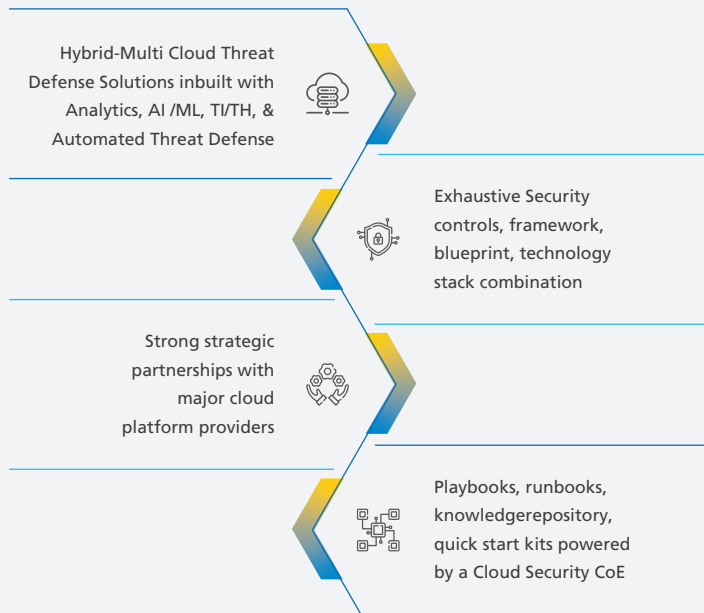 Hybrid-Multi Cloud Threat
Defense Solutions inbuilt with
Analytics, AI /ML, TI/TH, &
Automated Threat Defense
Exhaustive Security
controls, framework,
blueprint, technology
stack combination
Strong strategic
partnerships with
major cloud
platform providers
Playbooks, runbooks,
knowledgerepository,
quick start kits powered
by a Cloud Security CoE